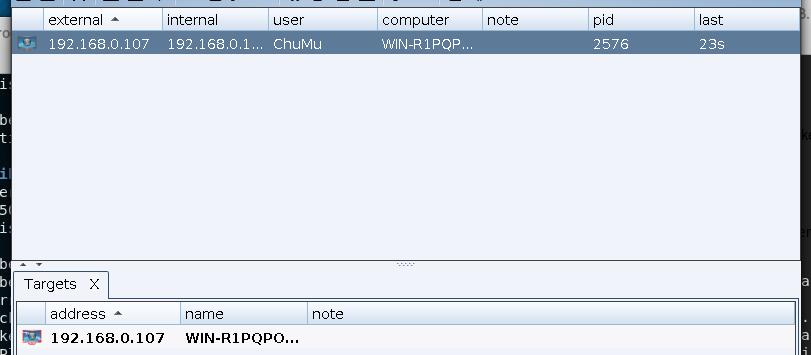 external internal user computer note pid last
192.168.0.107 192.168.0.1... ChuMu WIN-R1PQP... 2576 23s
Targets X
address name note
192.168.0.107 WIN-R1PQPO...